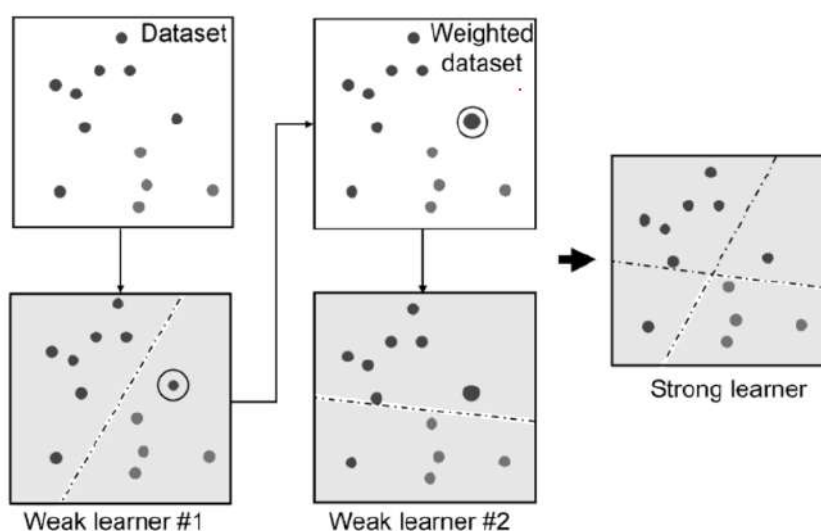 Dataset
Weighted
dataset
Weak learner #1
Weak learner #2
Strong learner